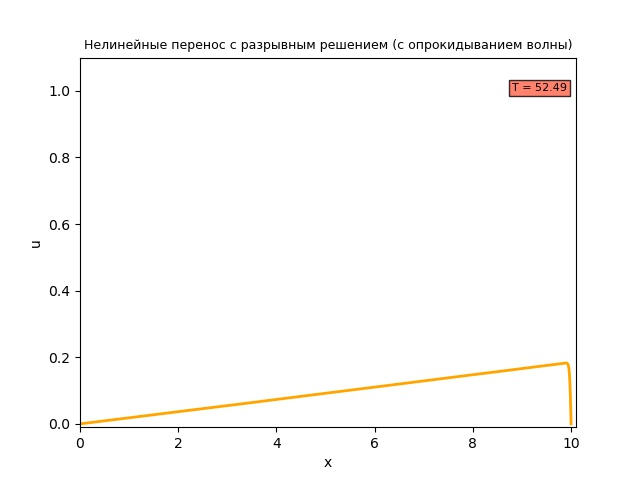 Нелинейные перенос с разрывным решением (с опрокидыванием волны)
T = 52.49
1.0
0.8
0.6
0.4
0.2
0.0
u
0 2 4 6 8 10
x